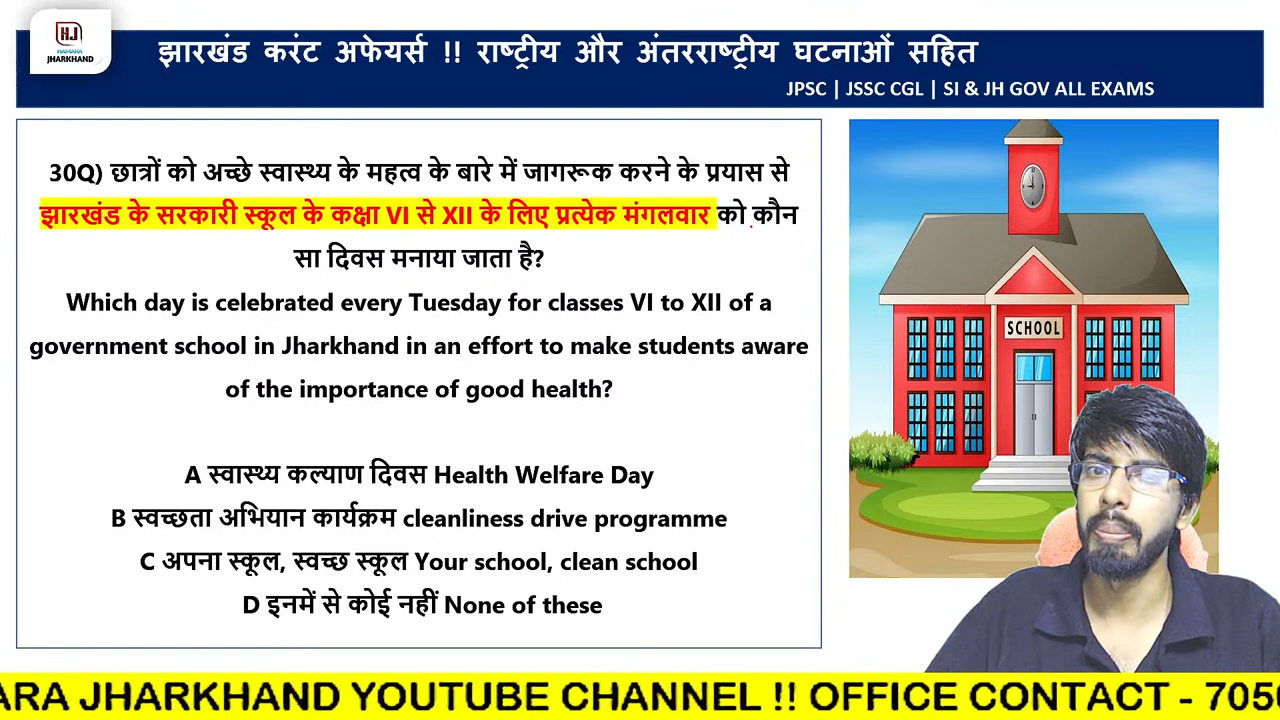 HJ
HAMARA
JHARKHAND
झारखंड करंट अफेयर्स !! राष्ट्रीय और अंतरराष्ट्रीय घटनाओं सहित
JPSC | JSSC CGL | SI & JH GOV ALL EXAMS
30Q) छात्रों को अच्छे स्वास्थ्य के महत्व के बारे में जागरूक करने के प्रयास से
झारखंड के सरकारी स्कूल के कक्षा VI से XII के लिए प्रत्येक मंगलवार को कौन
सा दिवस मनाया जाता है?
Which day is celebrated every Tuesday for classes VI to XII of a
government school in Jharkhand in an effort to make students aware
of the importance of good health?
A स्वास्थ्य कल्याण दिवस Health Welfare Day
B स्वच्छता अभियान कार्यक्रम cleanliness drive programme
C अपना स्कूल, स्वच्छ स्कूल Your school, clean school
D इनमें से कोई नहीं None of these
SCHOOL
ARA JHARKHAND YOUTUBE CHANNEL !! OFFICE CONTACT - 705